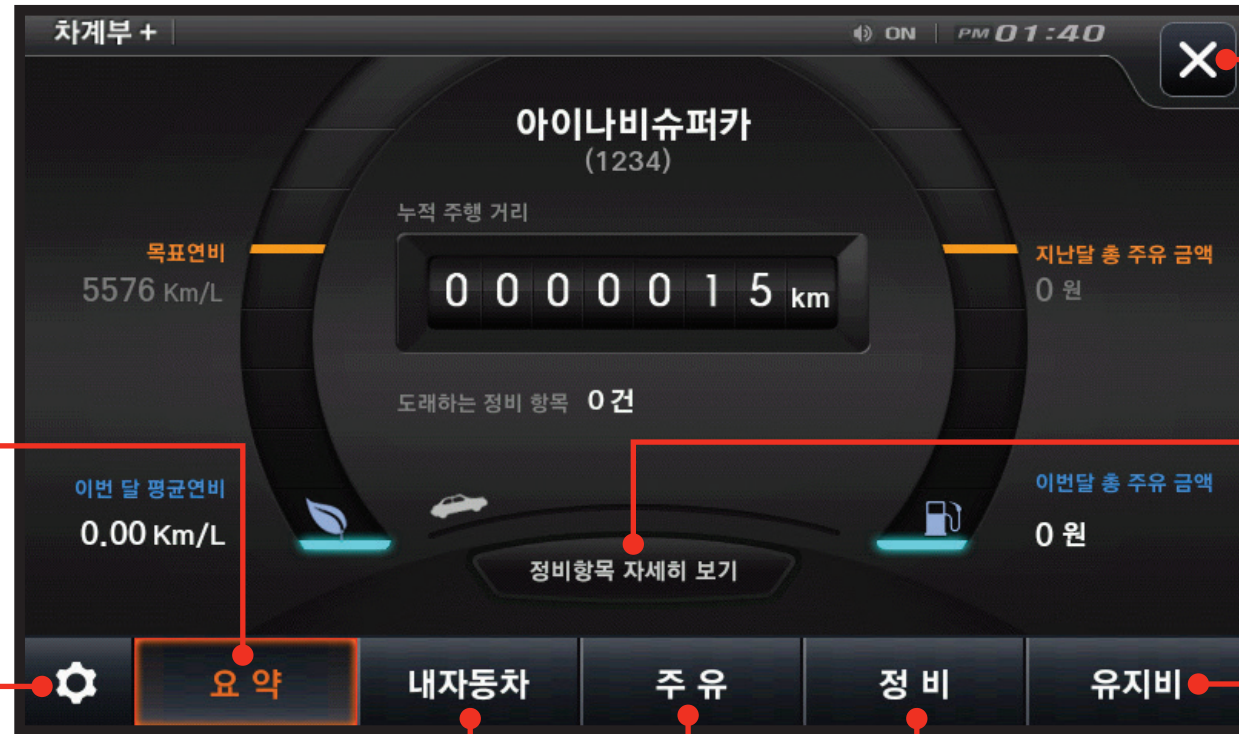 차계부 +
ON
PM 01:40
아이나비슈퍼카
(1234)
누적 주행 거리
0 0 0 0 0 1 5 km
목표연비
5576 Km/L
지난달 총 주유 금액
0 원
도래하는 정비 항목 0 건
이번 달 평균연비
0.00 Km/L
이번달 총 주유 금액
0 원
정비항목 자세히 보기
요 약
내자동차
주 유
정 비
유지비